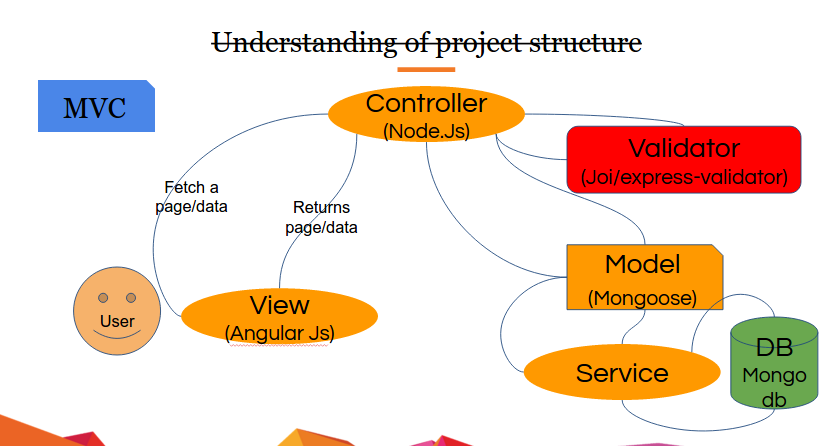 Understanding of project structure
MVC
Controller
(Node.Js)
Validator
(Joi/express-validator)
Fetch a
page/data
Returns
page/data
Model
(Mongoose)
User
View
(Angular Js)
Service
DB
Mongo
db